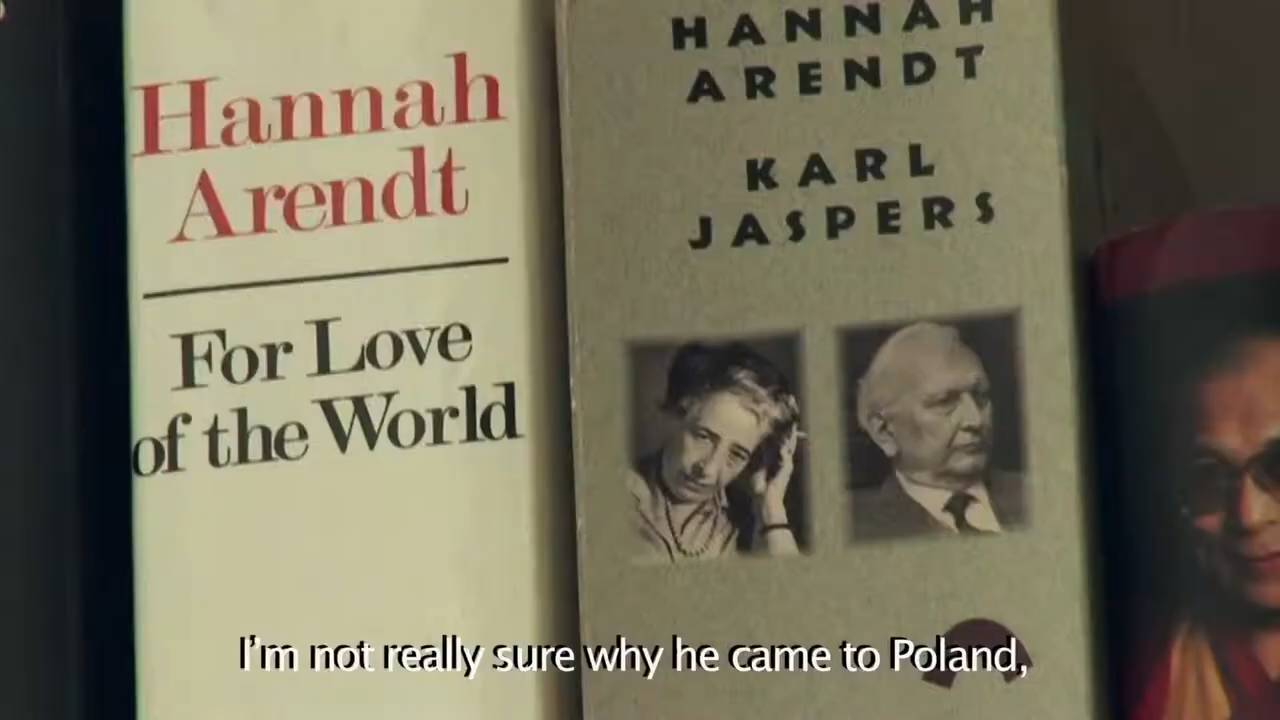 Hannah
Arendt
For Love
of the World
HANNAH
ARENDT
KARL
JASPERS
I'm not really sure why he came to Poland,